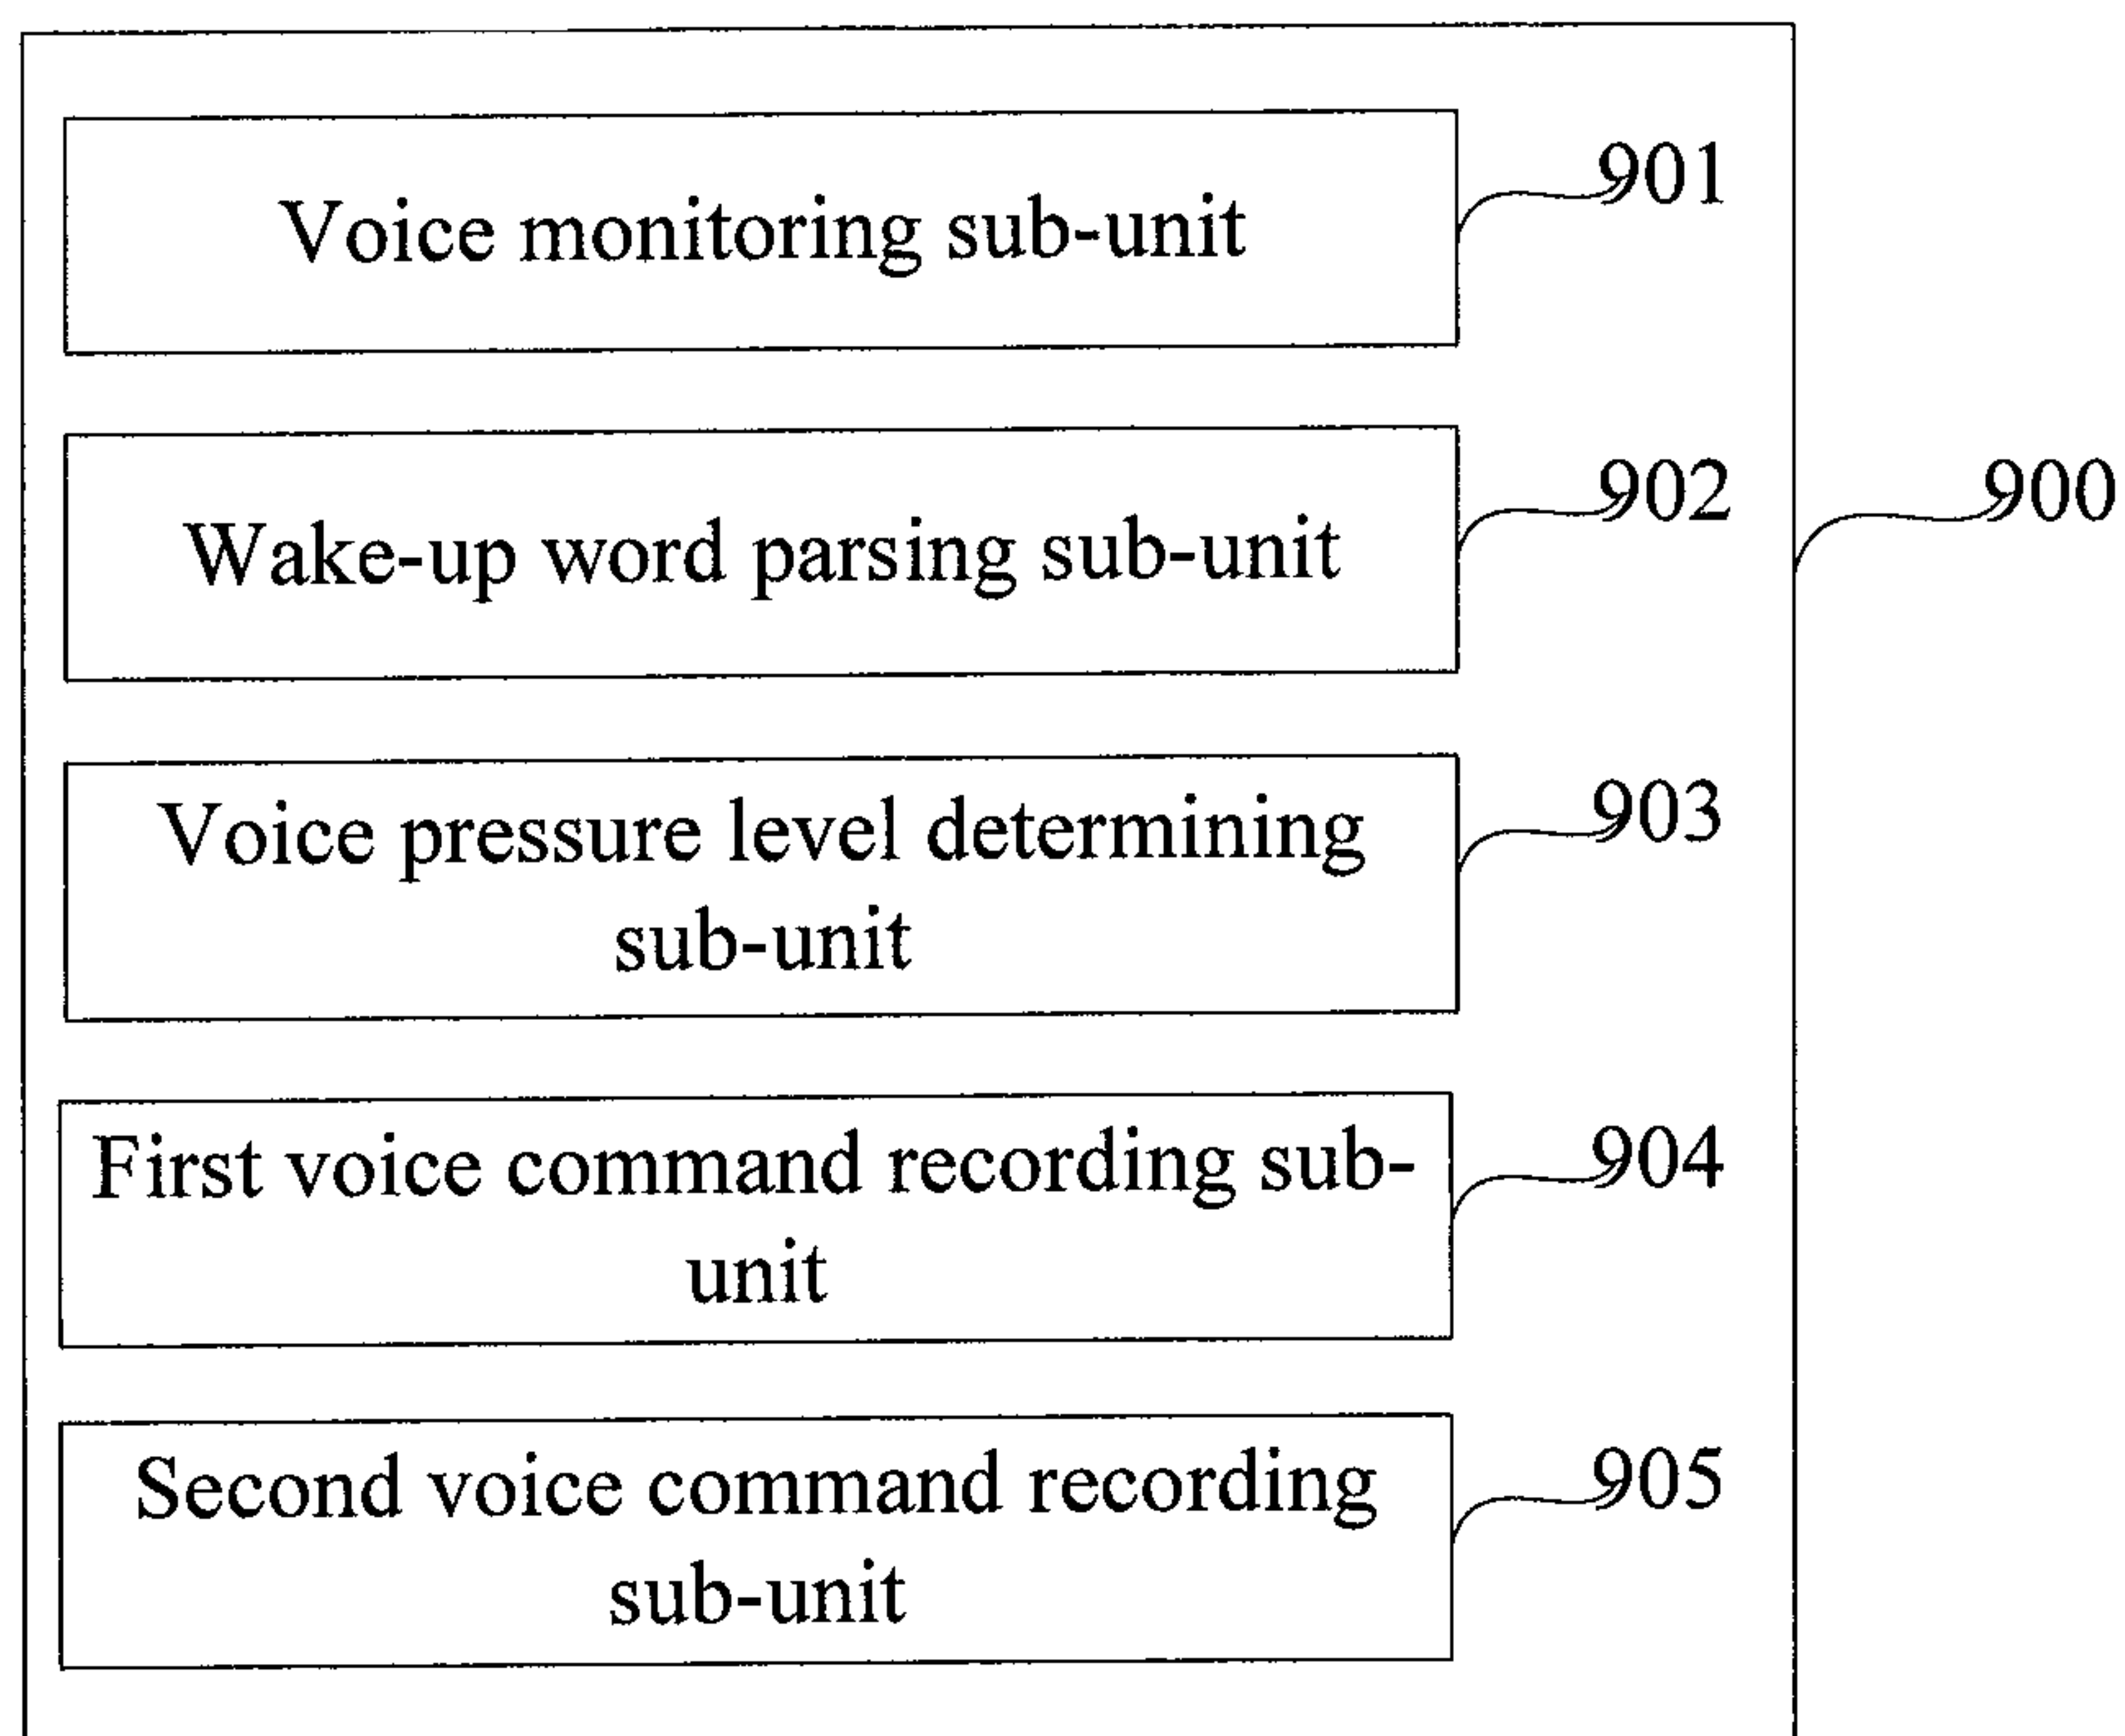 Voice monitoring sub-unit
901
Wake-up word parsing sub-unit
902
900
Voice pressure level determining
sub-unit
903
First voice command recording sub-
unit
904
Second voice command recording
sub-unit
905